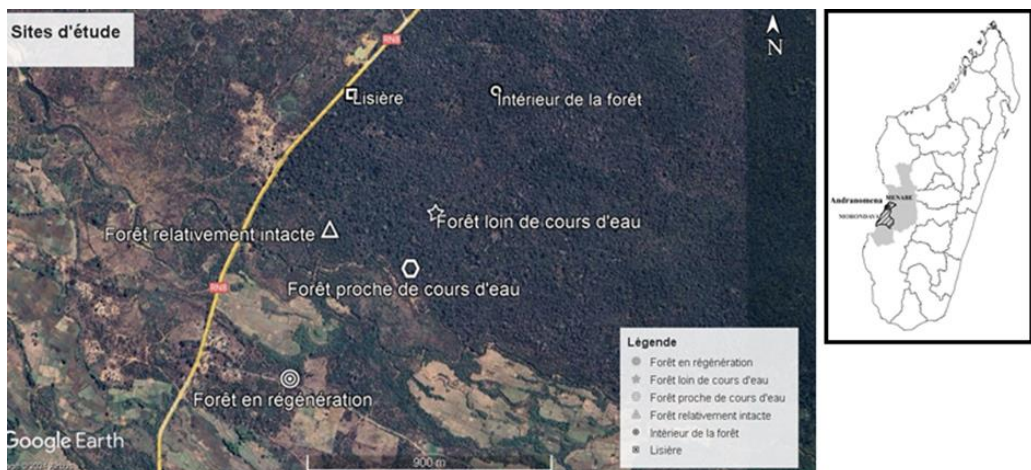 Sites d'étude
RN8
N
Lisière
Intérieur de la forêt
Forêt loin de cours d'eau
Forêt relativement intacte
Forêt proche de cours d'eau
RN8
Forêt en régénération
Légende
Forêt en régénération
Forêt loin de cours d'eau
Forêt proche de cours d'eau
Forêt relativement intacte
Intérieur de la forêt
Lisière
Google Earth
900 m
MENABE
Andranomena
MORONDAVA